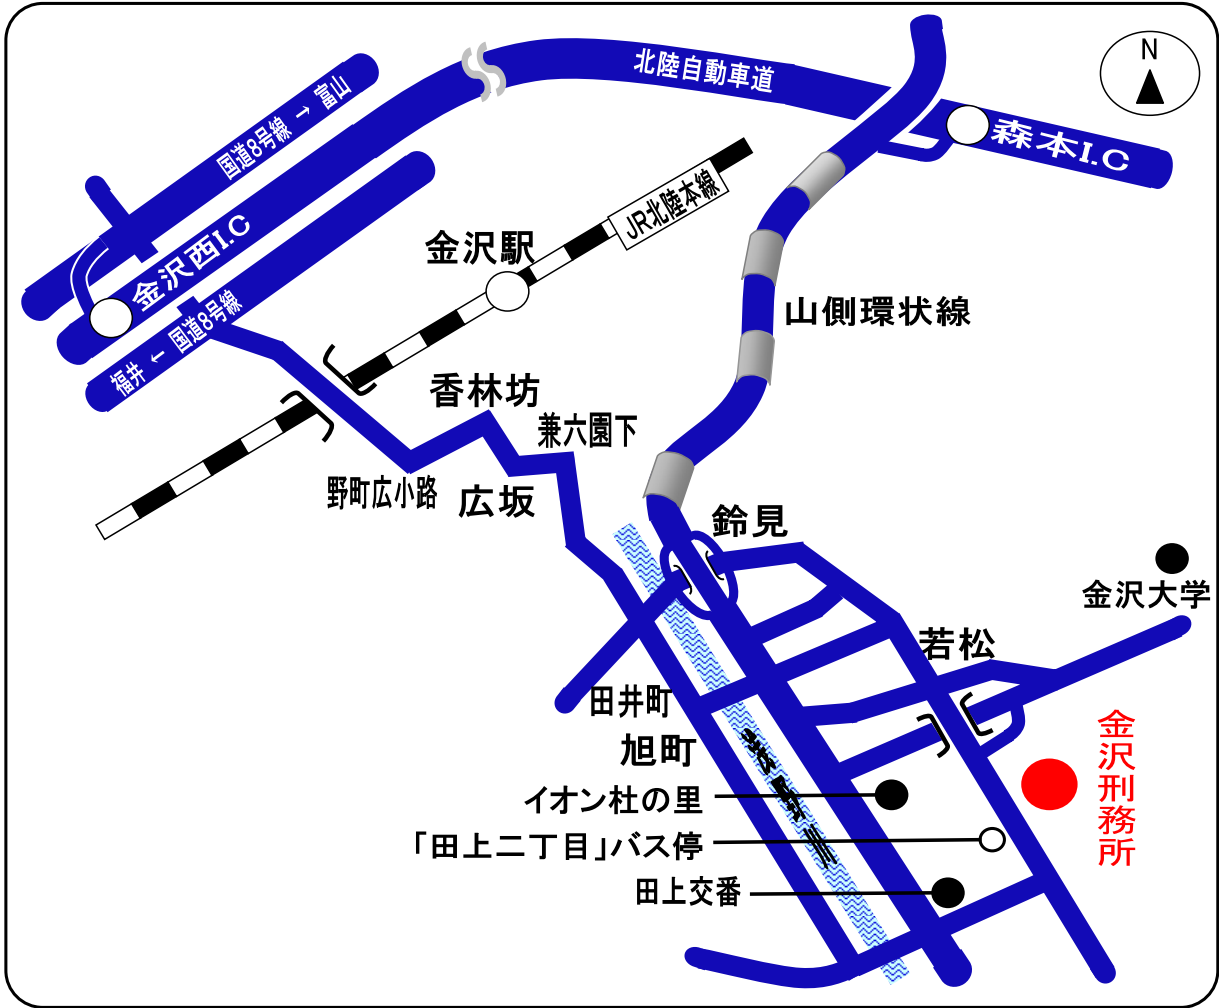 N
北陸自動車道
国道8号線 → 富山
森本I.C
JR北陸本線
金沢西I.C
金沢駅
福井 ← 国道8号線
山側環状線
香林坊
兼六園下
野町広小路
広坂
鈴見
金沢大学
若松
田井町
旭町
金沢刑務所
浅野川
イオン杜の里
「田上二丁目」バス停
田上交番